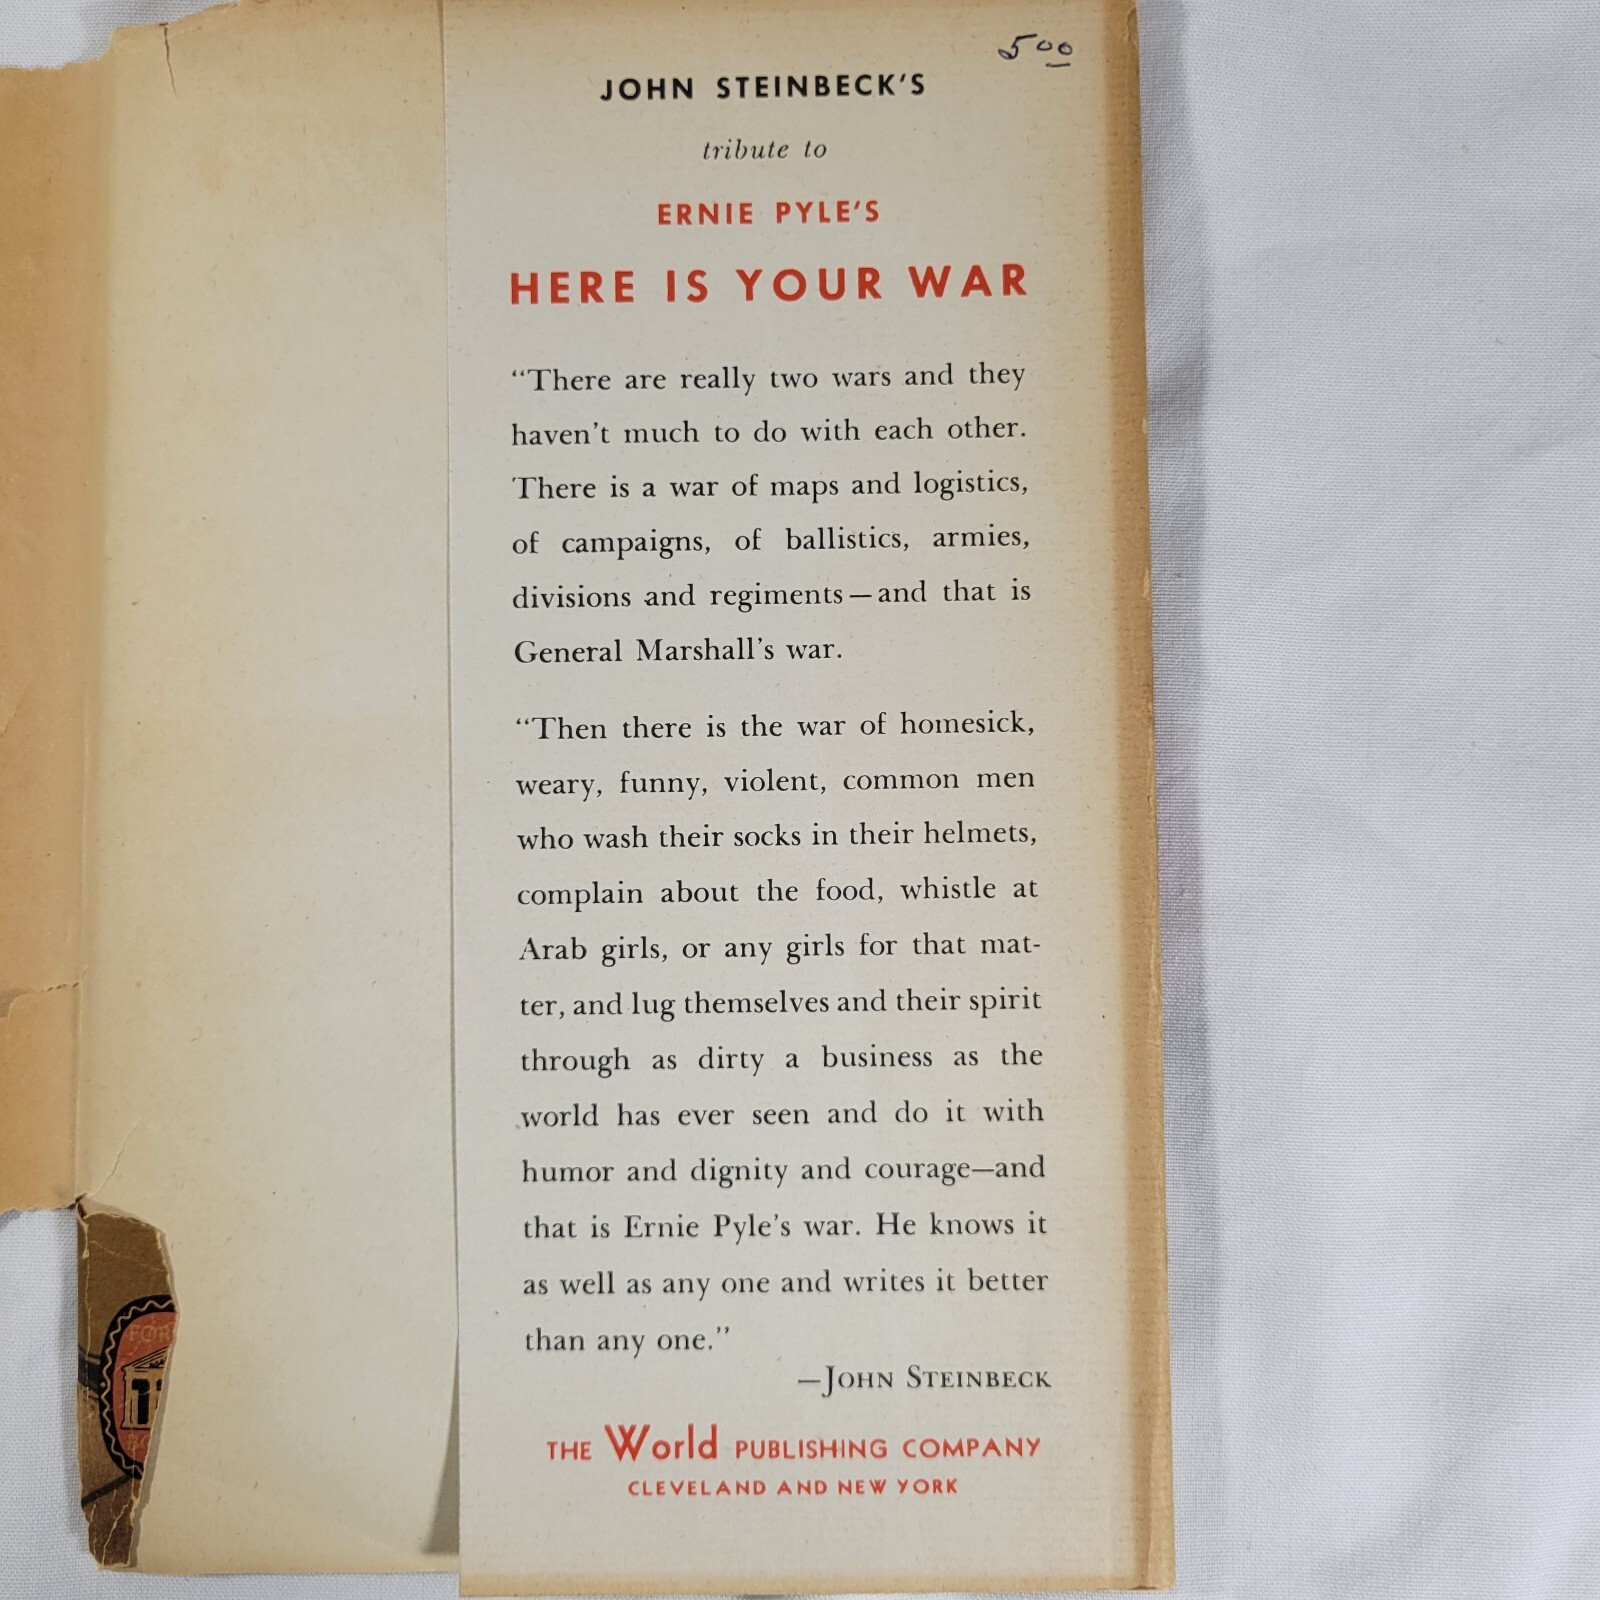 5 00
JOHN STEINBECK'S
tribute to
ERNIE PYLE'S
HERE IS YOUR WAR
“There are really two wars and they
haven't much to do with each other.
There is a war of maps and logistics,
of campaigns, of ballistics, armies,
divisions and regiments—and that is
General Marshall's war.
“Then there is the war of homesick,
weary, funny, violent, common men
who wash their socks in their helmets,
complain about the food, whistle at
Arab girls, or any girls for that mat-
ter, and lug themselves and their spirit
through as dirty a business as the
world has ever seen and do it with
humor and dignity and courage—and
that is Ernie Pyle's war. He knows it
as well as any one and writes it better
than any one.”
—JOHN STEINBECK
THE World PUBLISHING COMPANY
CLEVELAND AND NEW YORK